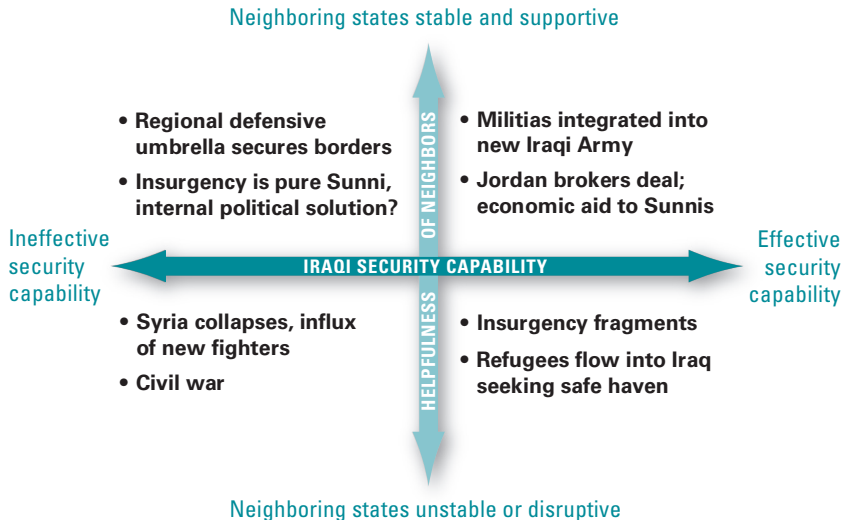 Neighboring states stable and supportive
• Regional defensive
umbrella secures borders
• Insurgency is pure Sunni,
internal political solution?
• Militias integrated into
new Iraqi Army
• Jordan brokers deal;
economic aid to Sunnis
Ineffective
security
capability
IRAQI SECURITY CAPABILITY
Effective
security
capability
HELPFULNESS OF NEIGHBORS
• Syria collapses, influx
of new fighters
• Civil war
• Insurgency fragments
• Refugees flow into Iraq
seeking safe haven
Neighboring states unstable or disruptive